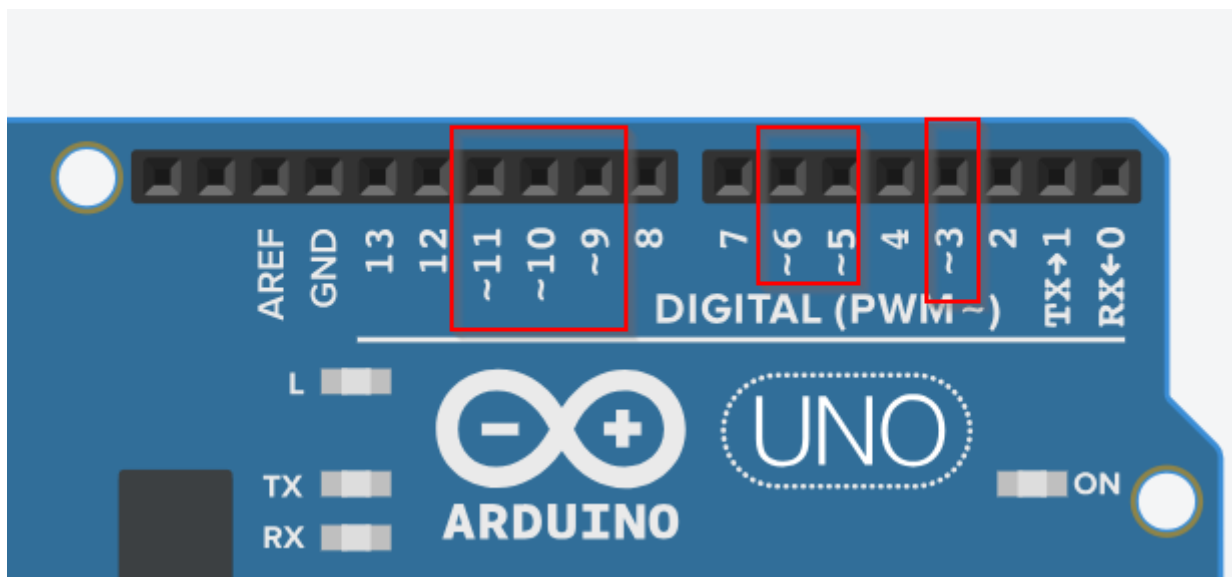 AREF
GND
13
12
~11
~10
~9
8
7
~6
~5
4
~3
2
TX→1
RX←0
DIGITAL (PWM~)
L
TX
RX
ARDUINO
UNO
ON